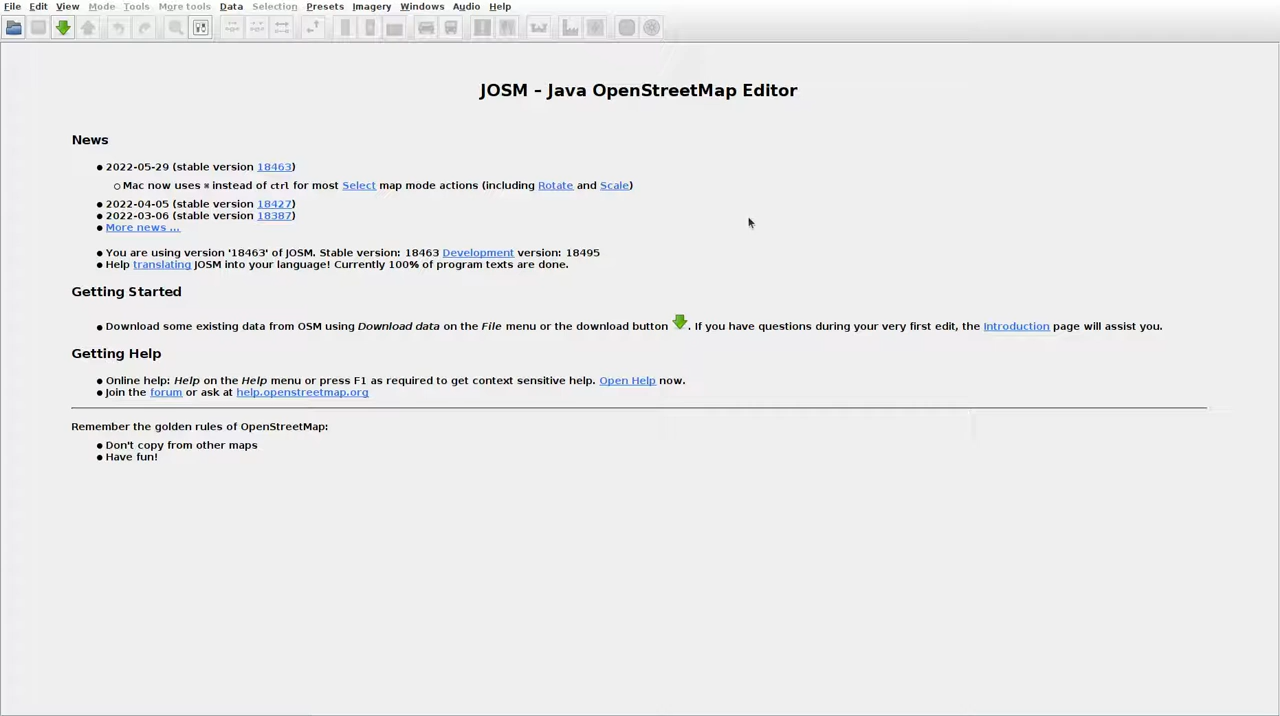 File Edit View Mode Tools More tools Data Selection Presets Imagery Windows Audio Help
JOSM – Java OpenStreetMap Editor
News
2022-05-29 (stable version 18463)
Mac now uses ⌘ instead of ctrl for most Select map mode actions (including Rotate and Scale)
2022-04-05 (stable version 18427)
2022-03-06 (stable version 18387)
More news ...
You are using version '18463' of JOSM. Stable version: 18463 Development version: 18495
Help translating JOSM into your language! Currently 100% of program texts are done.
Getting Started
Download some existing data from OSM using Download data on the File menu or the download button . If you have questions during your very first edit, the Introduction page will assist you.
Getting Help
Online help: Help on the Help menu or press F1 as required to get context sensitive help. Open Help now.
Join the forum or ask at help.openstreetmap.org
Remember the golden rules of OpenStreetMap:
Don't copy from other maps
Have fun!